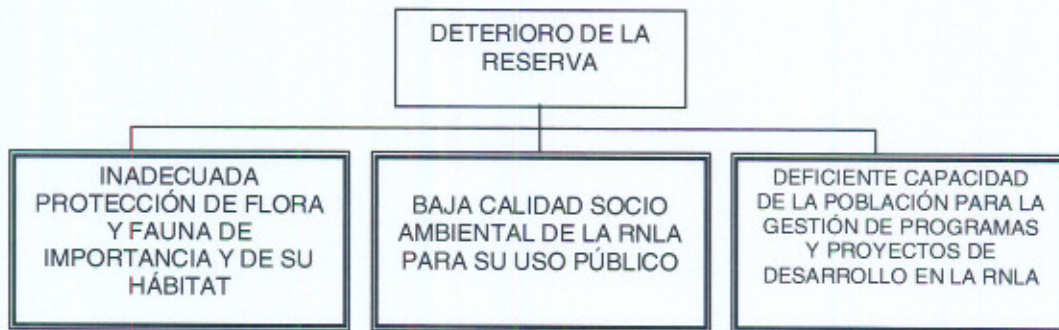 DETERIORO DE LA
RESERVA
INADECUADA
PROTECCIÓN DE FLORA
Y FAUNA DE
IMPORTANCIA Y DE SU
HÁBITAT
BAJA CALIDAD SOCIO
AMBIENTAL DE LA RNLA
PARA SU USO PÚBLICO
DEFICIENTE CAPACIDAD
DE LA POBLACIÓN PARA LA
GESTIÓN DE PROGRAMAS
Y PROYECTOS DE
DESARROLLO EN LA RNLA